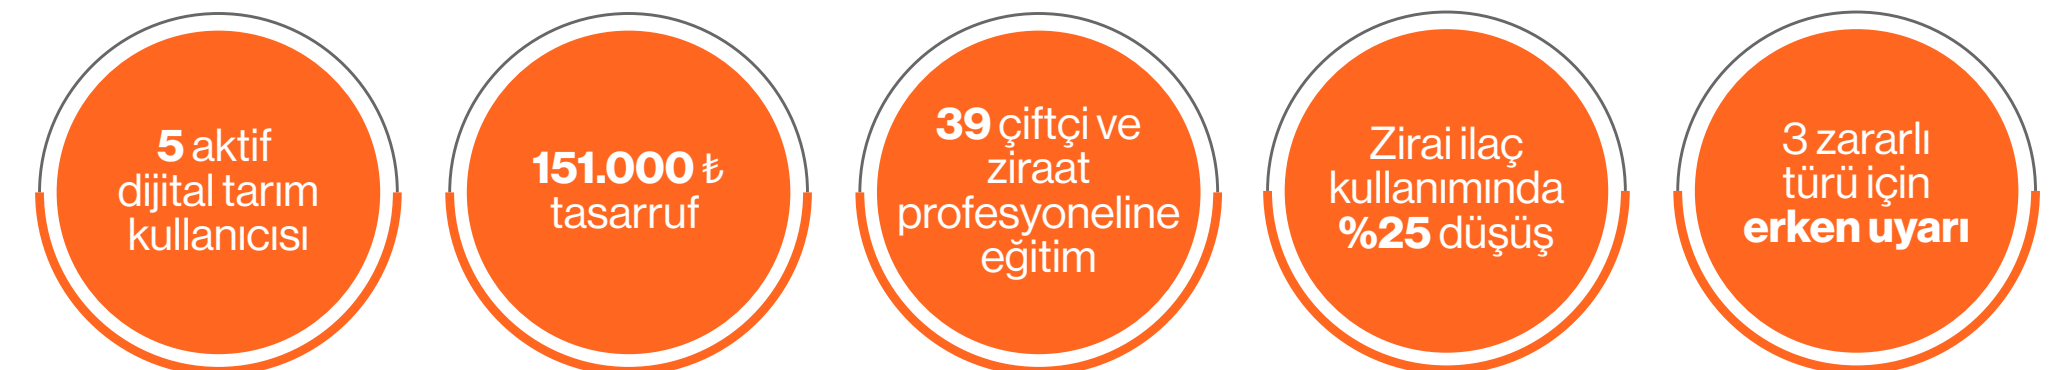 5 aktif
dijital tarım
kullanıcısı
151.000 ₺
tasarruf
39 çiftçi ve
ziraat
profesyoneline
eğitim
Zirai ilaç
kullanımında
%25 düşüş
3 zararlı
türü için
erken uyarı